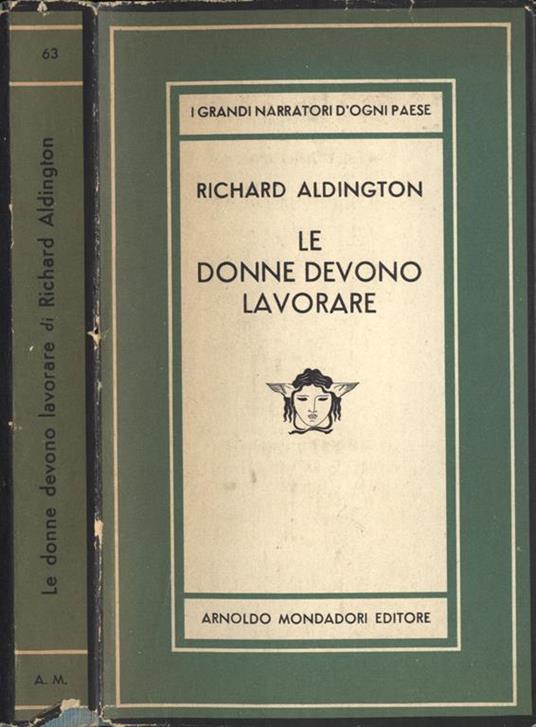 63
Le donne devono lavorare di Richard Aldington
A. M.
I GRANDI NARRATORI D'OGNI PAESE
RICHARD ALDINGTON
LE
DONNE DEVONO
LAVORARE
ARNOLDO MONDADORI EDITORE